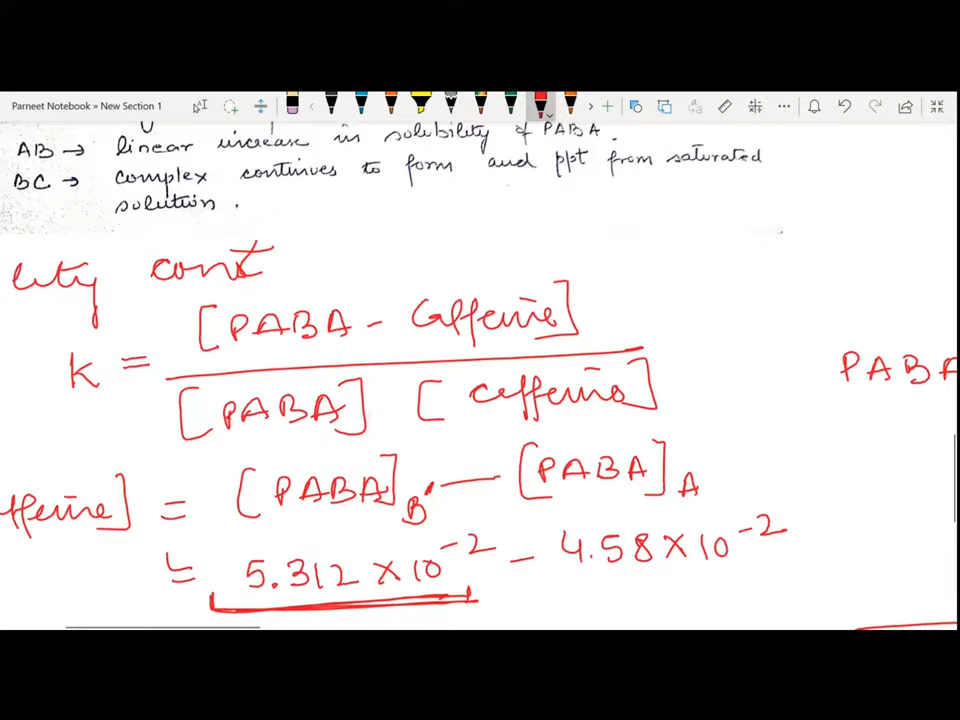 Parneet Notebook » New Section 1
AB → linear increase in solubility of PABA.
BC → complex continues to form and ppt from saturated
solution.
lity const
[PABA - Caffeine]
K =
[PABA] [Caffeine]
PABA
ffeine] = [PABA]B' — [PABA]A
= 5.312 × 10⁻² - 4.58 × 10⁻²